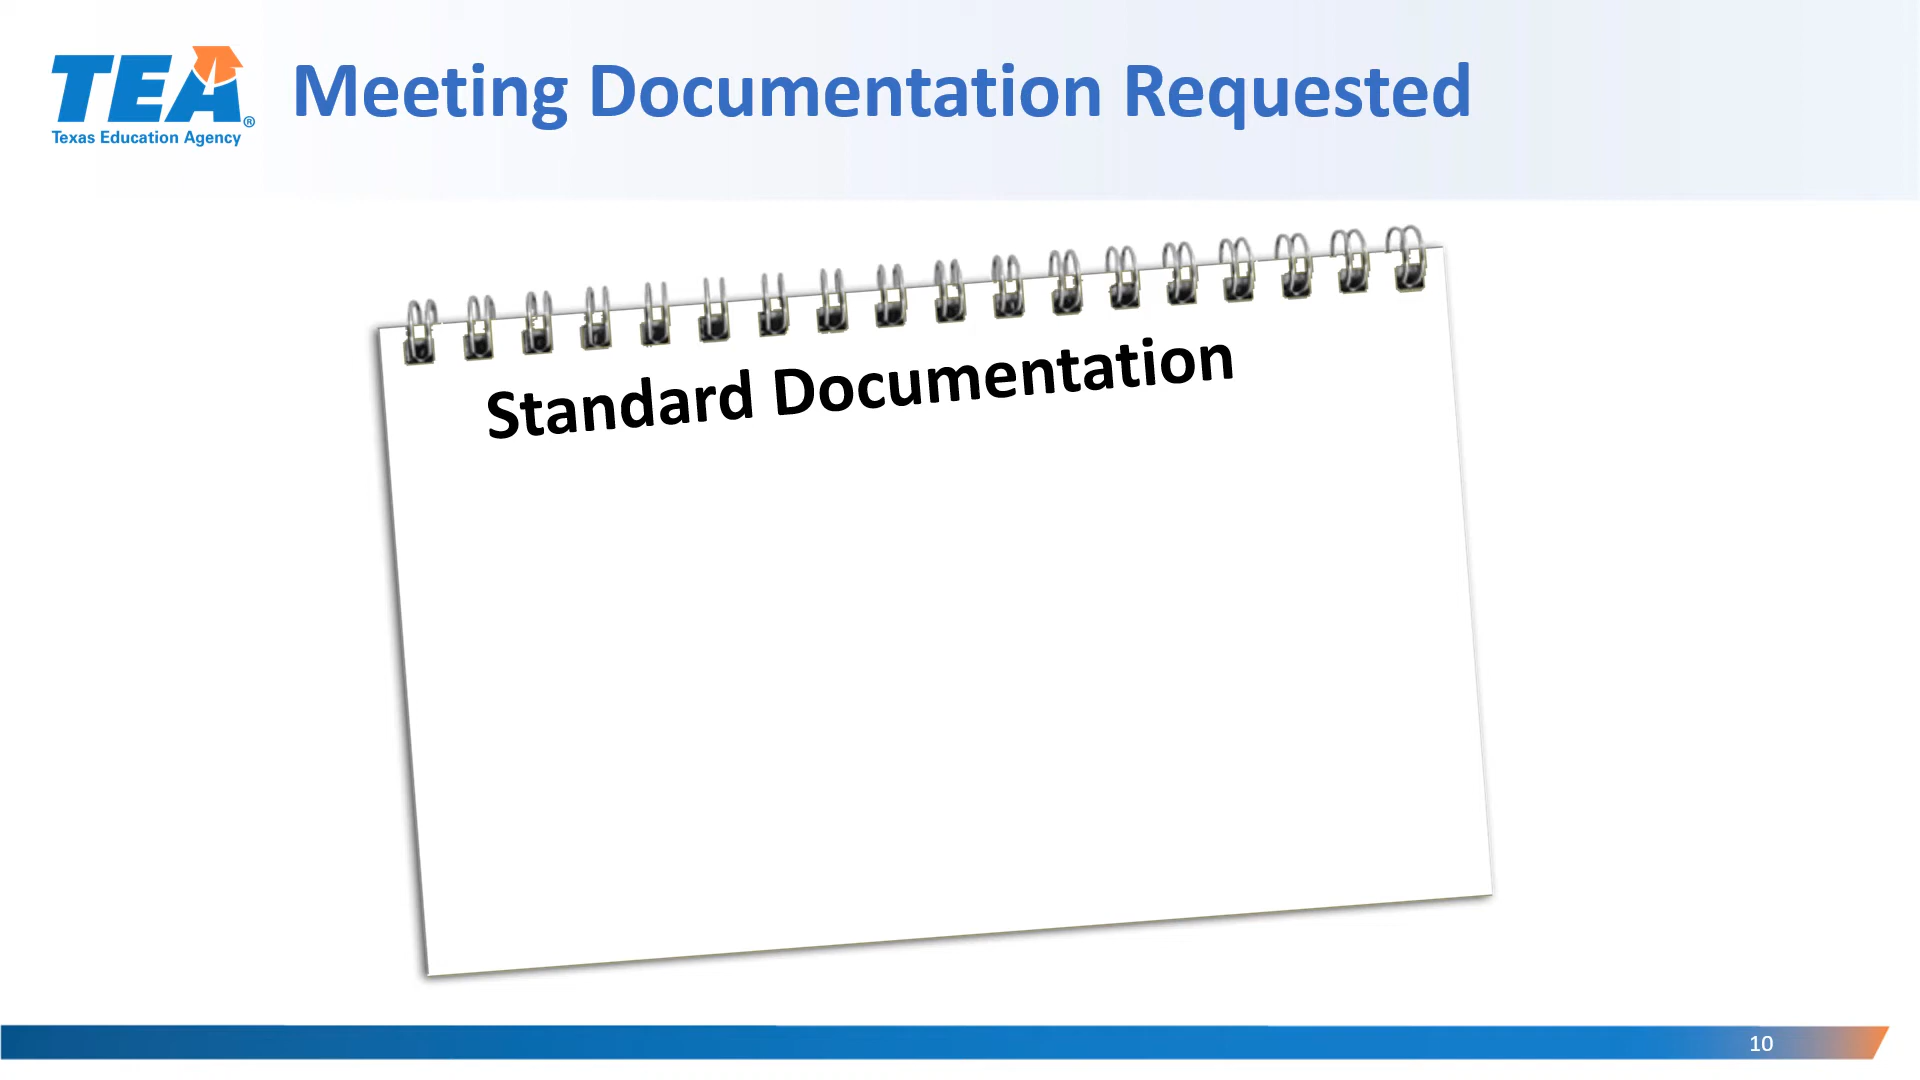 TEA®
Texas Education Agency
Meeting Documentation Requested
Standard Documentation
10